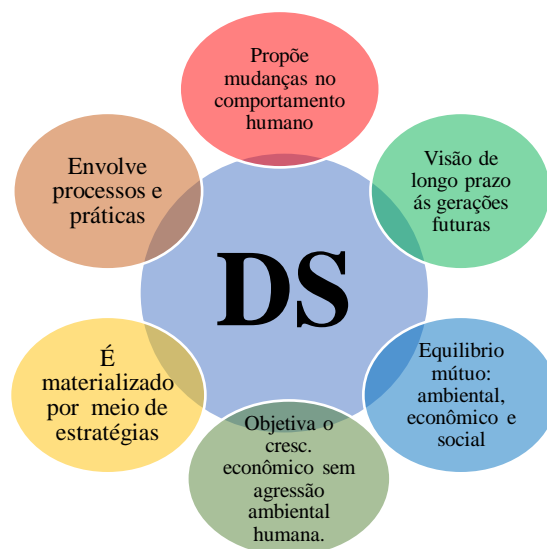 Propõe
mudanças no
comportamento
humano
Visão de
longo prazo
ás gerações
futuras
Equilibrio
mútuo:
ambiental,
econômico e
social
Objetiva o
cresc.
econômico sem
agressão
ambiental
humana.
É
materializado
por meio de
estratégias
Envolve
processos e
práticas
DS